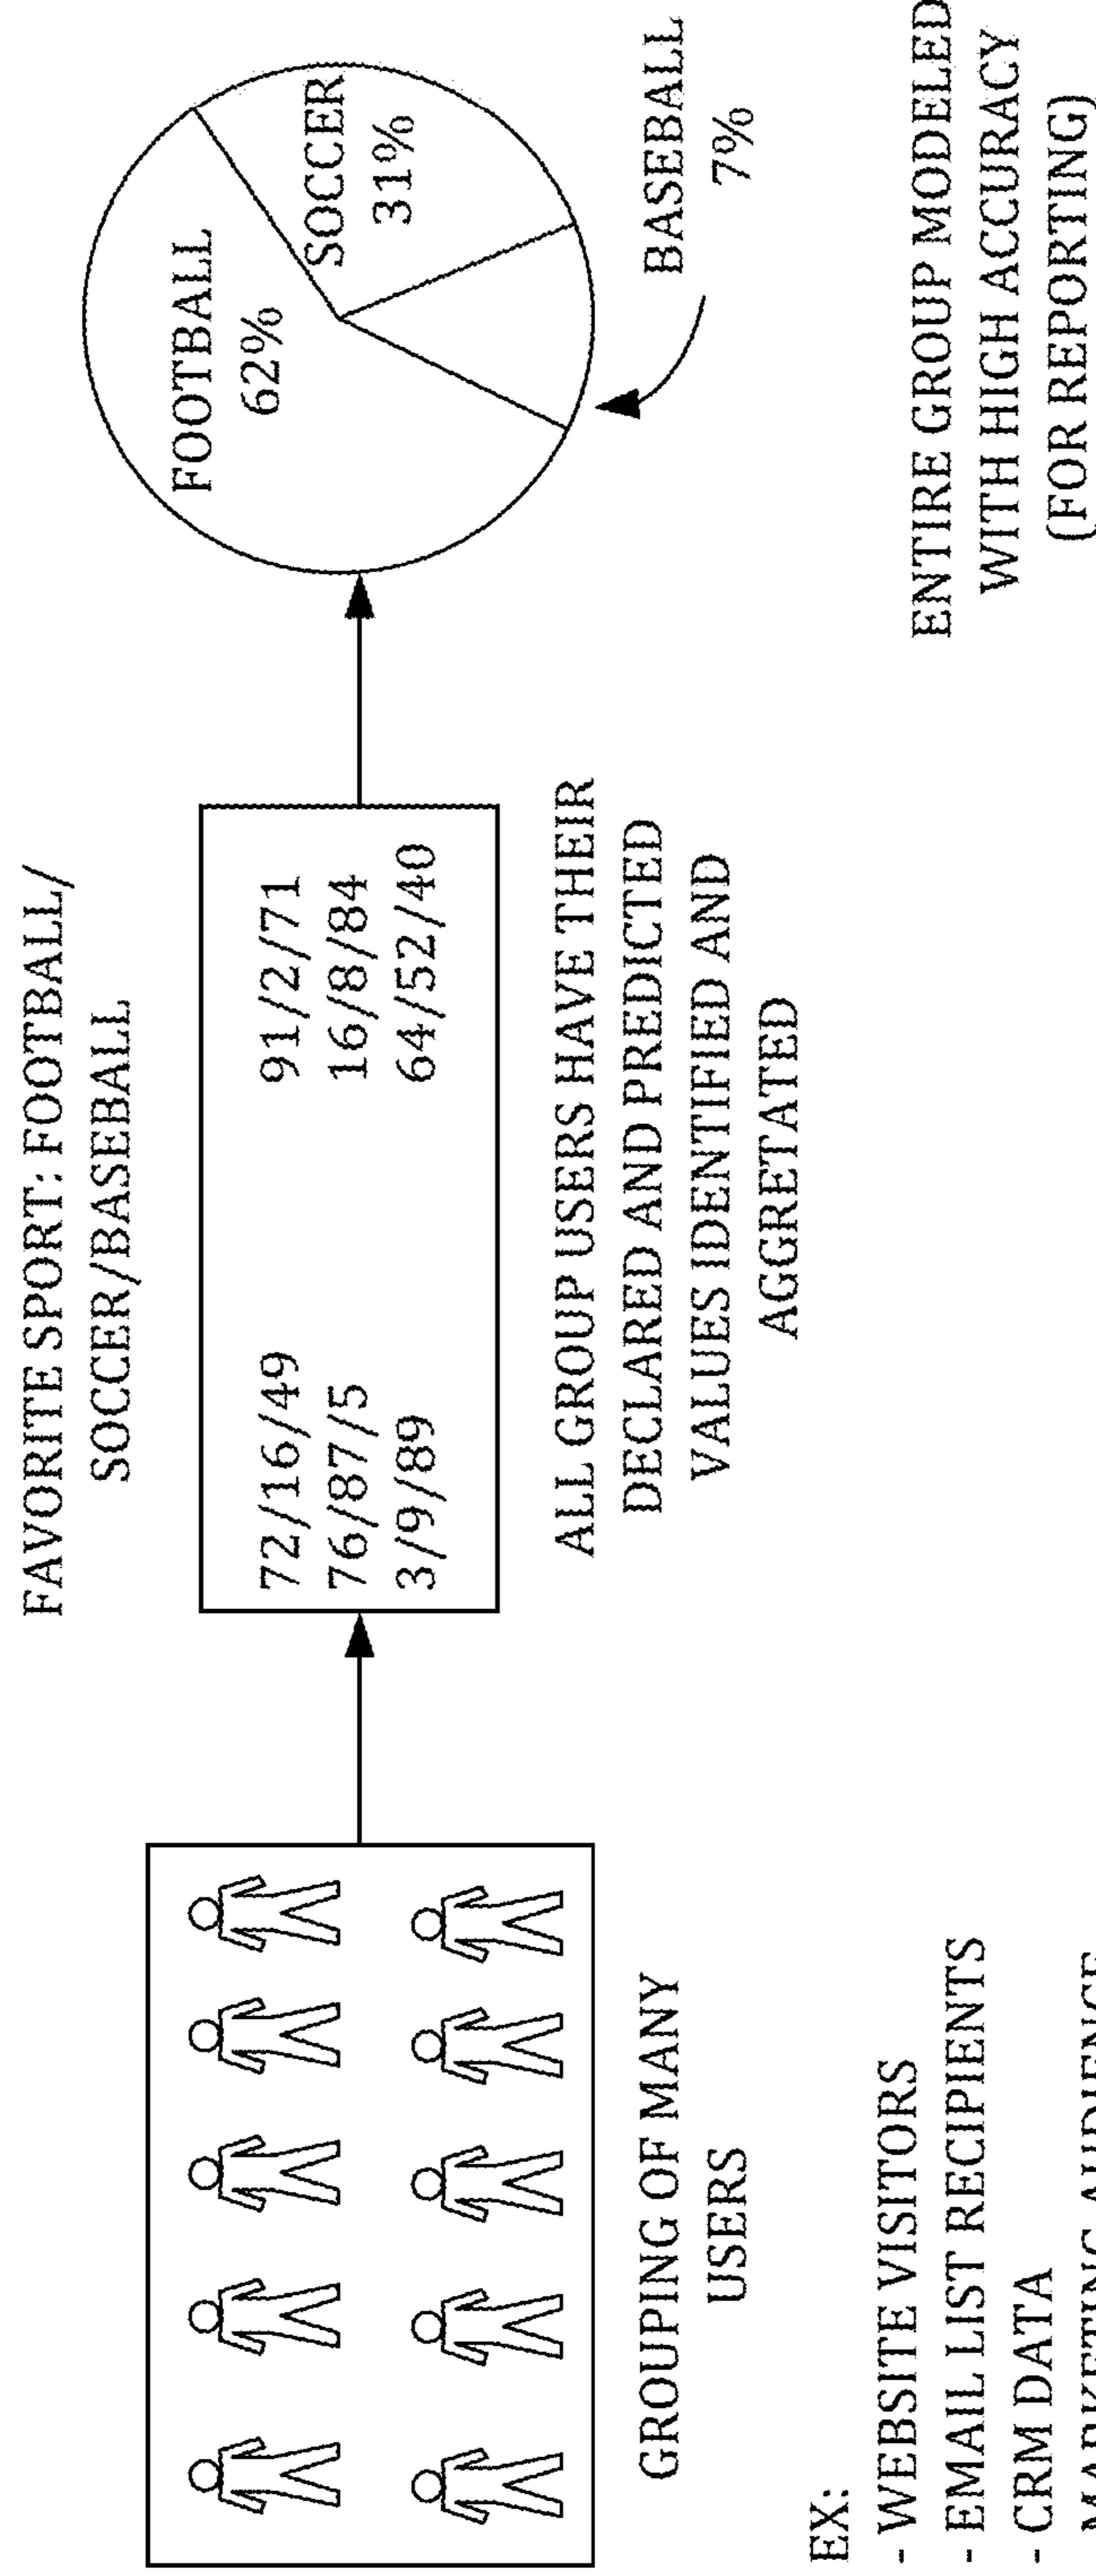 FAVORITE SPORT: FOOTBALL/
SOCCER/BASEBALL
72/16/49 91/2/71
76/87/5 16/8/84
3/9/89 64/52/40
GROUPING OF MANY
USERS
ALL GROUP USERS HAVE THEIR
DECLARED AND PREDICTED
VALUES IDENTIFIED AND
AGGRETATED
FOOTBALL
62%
SOCCER
31%
BASEBALL
7%
EX:
- WEBSITE VISITORS
- EMAIL LIST RECIPIENTS
- CRM DATA
MARKETING AUDIENCE
ENTIRE GROUP MODELED
WITH HIGH ACCURACY
(FOR REPORTING)